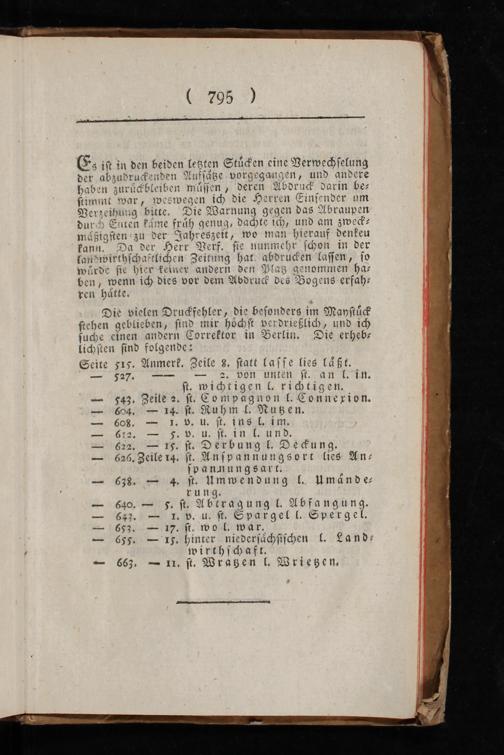 ( 795 )
Es ist in den beiden letzten Stücken eine Verwechselung
der abzudruckenden Aufsätze vorgegangen, und andere
haben zurückbleiben müssen, deren Abdruck darin be-
stimmt war, weswegen ich die Herren Einsender um
Verzeihung bitte. Die Warnung gegen das Abraupen
durch Enten käme früh genug, dachte ich, und am zweck-
mäßigsten zu der Jahreszeit, wo man hierauf denken
kann. Da der Herr Verf. sie nunmehr schon in der
landwirthschaftlichen Zeitung hat abdrucken lassen, so
würde sie hier keiner andern den Platz genommen ha-
ben, wenn ich dies vor dem Abdruck des Bogens erfah-
ren hätte.
Die vielen Druckfehler, die besonders im Maystück
stehen geblieben, sind mir höchst verdrießlich, und ich
suche einen andern Correktor in Berlin. Die erheb-
lichsten sind folgende:
Seite 515. Anmerk. Zeile 8. statt lasse lies läßt.
— 527. —— — 2. von unten st. an l. in.
st. wichtigen l. richtigen.
— 543. Zeile 2. st. Compagnon l. Connexion.
— 604. — 14. st. Ruhm l. Nutzen.
— 608. — 1. v. u. st. ins l. im.
— 612. — 5. v. u. st. in l. und.
— 622. — 15. st. Derbung l. Deckung.
— 626. Zeile 14. st. Anspannungsort lies An-
spannungsart.
— 638. — 4. st. Umwendung l. Umände-
rung.
— 640. — 5. st. Abtragung l. Abfangung.
— 643. — 1. v. u. st. Spargel l. Spergel.
— 653. — 17. st. wo l. war.
— 655. — 15. hinter niedersächsischen l. Land-
wirthschaft.
— 663. — 11. st. Wratzen l. Wrietzen.